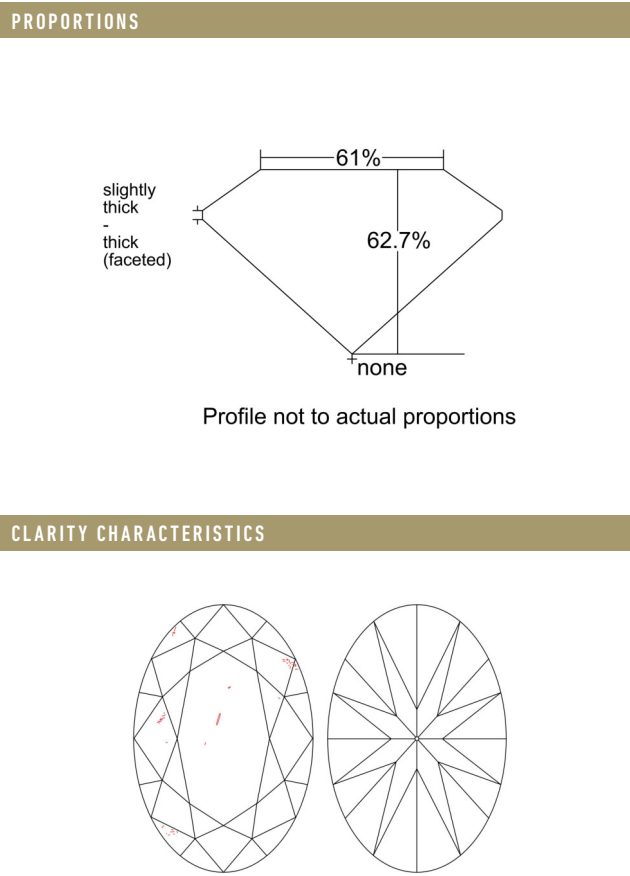 PROPORTIONS
61%
slightly
thick
-
thick
(faceted)
62.7%
none
Profile not to actual proportions
CLARITY CHARACTERISTICS